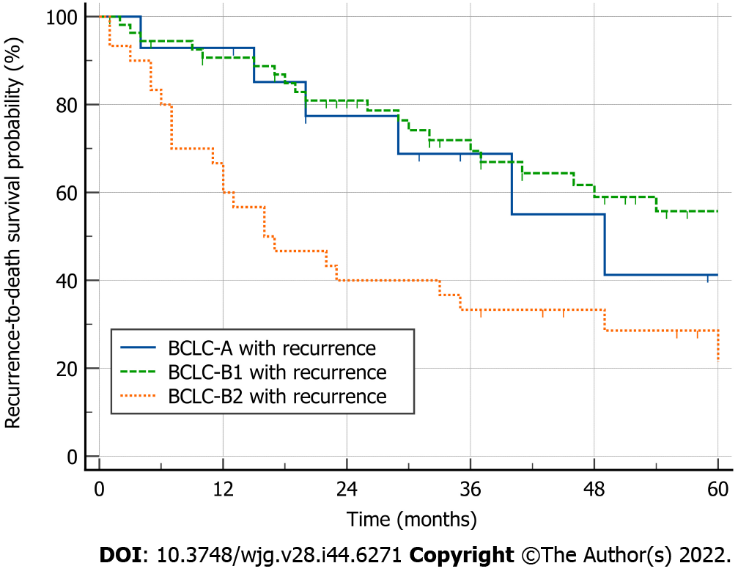 Recurrence-to-death survival probability (%)
100
80
60
40
20
0
BCLC-A with recurrence
BCLC-B1 with recurrence
BCLC-B2 with recurrence
0 12 24 36 48 60
Time (months)
DOI: 10.3748/wjg.v28.i44.6271 Copyright ©The Author(s) 2022.